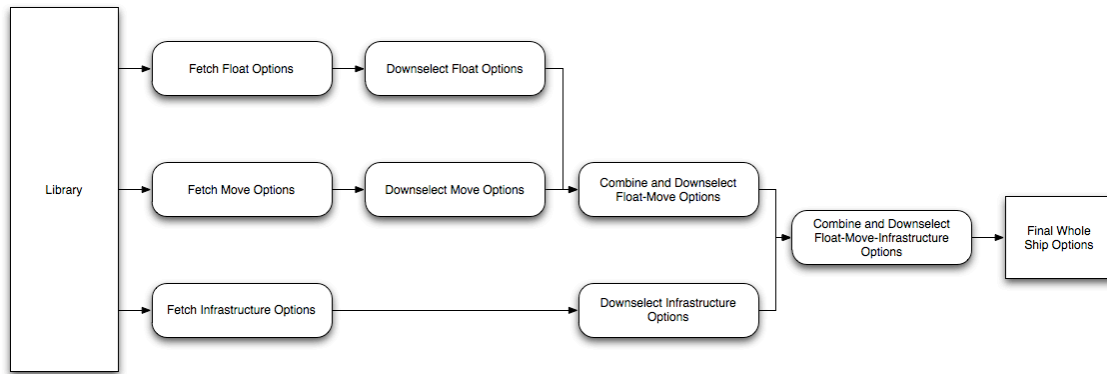 Library
Fetch Float Options
Downselect Float Options
Fetch Move Options
Downselect Move Options
Combine and Downselect
Float-Move Options
Fetch Infrastructure Options
Downselect Infrastructure
Options
Combine and Downselect
Float-Move-Infrastructure
Options
Final Whole
Ship Options